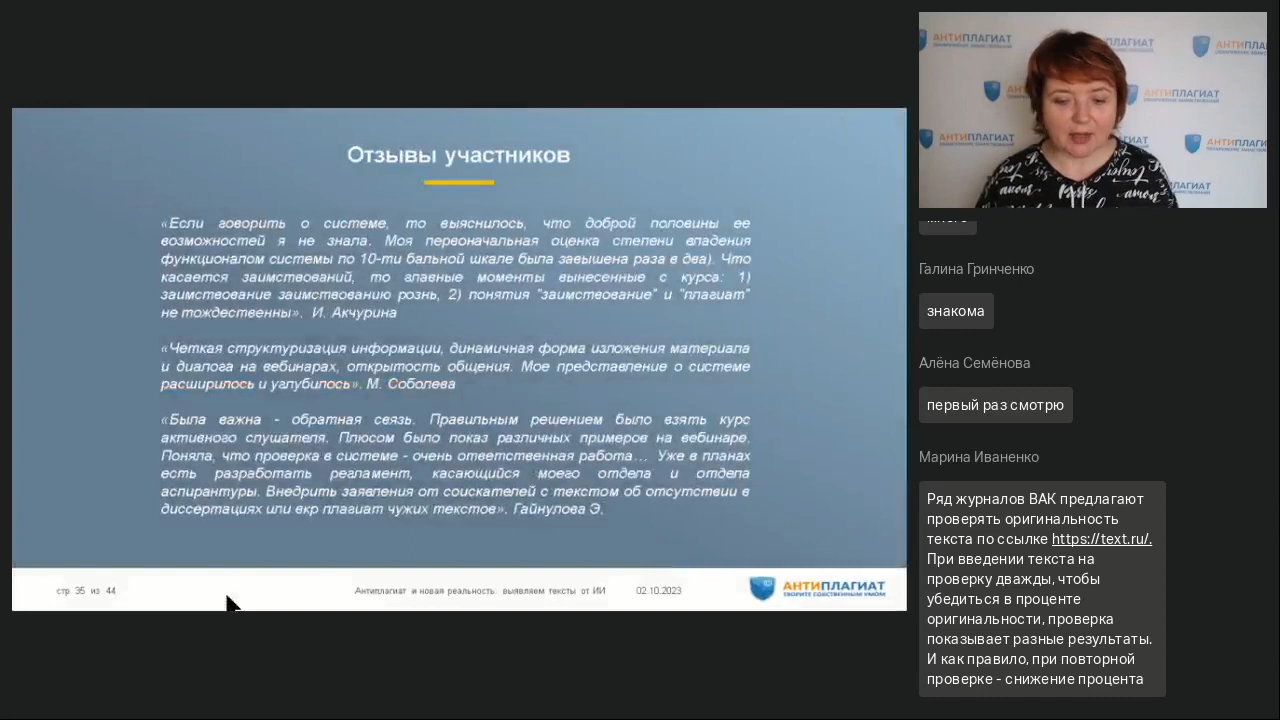 Отзывы участников
«Если говорить о системе, то выяснилось, что доброй половины ее
возможностей я не знала. Моя первоначальная оценка степени владения
функционалом системы по 10-ти бальной шкале была завышена раза в два). Что
касается заимствований, то главные моменты вынесенные с курса: 1)
заимствование заимствованию рознь, 2) понятия "заимствование" и "плагиат"
не тождественны». И. Акчурина
«Четкая структуризация информации, динамичная форма изложения материала
и диалога на вебинарах, открытость общения. Мое представление о системе
расширилось и углубилось». М. Соболева
«Была важна - обратная связь. Правильным решением было взять курс
активного слушателя. Плюсом было показ различных примеров на вебинаре.
Поняла, что проверка в системе - очень ответственная работа... Уже в планах
есть разработать регламент, касающийся моего отдела и отдела
аспирантуры. Внедрить заявления от соискателей с текстом об отсутствии в
диссертациях или вкр плагиат чужих текстов». Гайнулова Э.
стр 35 из 44
Антиплагиат и новая реальность: выявляем тексты от ИИ
02.10.2023
АНТИПЛАГИАТ
ТВОРИТЕ СОБСТВЕННЫМ УМОМ
АНТИПЛАГИАТ
ПЛАГИАТ
АНТИПЛА
АНТИПЛАГ
ПЛАГИАТ
АНТИПЛАГИАТ
АНТИПЛАГИ
Галина Гринченко
знакома
Алёна Семёнова
первый раз смотрю
Марина Иваненко
Ряд журналов ВАК предлагают
проверять оригинальность
текста по ссылке https://text.ru/.
При введении текста на
проверку дважды, чтобы
убедиться в проценте
оригинальности, проверка
показывает разные результаты.
И как правило, при повторной
проверке - снижение процента